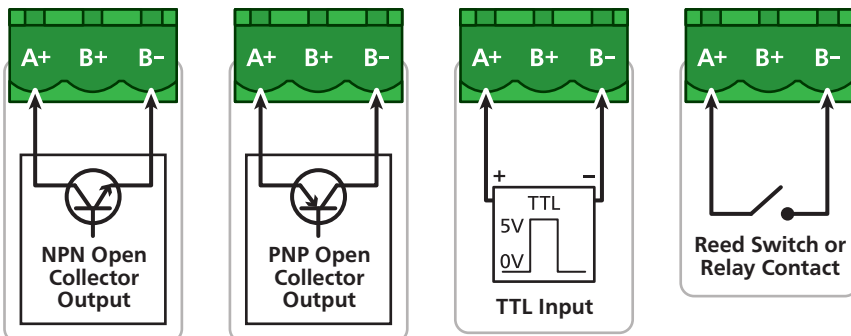 A+ B+ B−
NPN Open
Collector
Output
A+ B+ B−
PNP Open
Collector
Output
A+ B+ B−
+ −
TTL
5V
0V
TTL Input
A+ B+ B−
Reed Switch or
Relay Contact